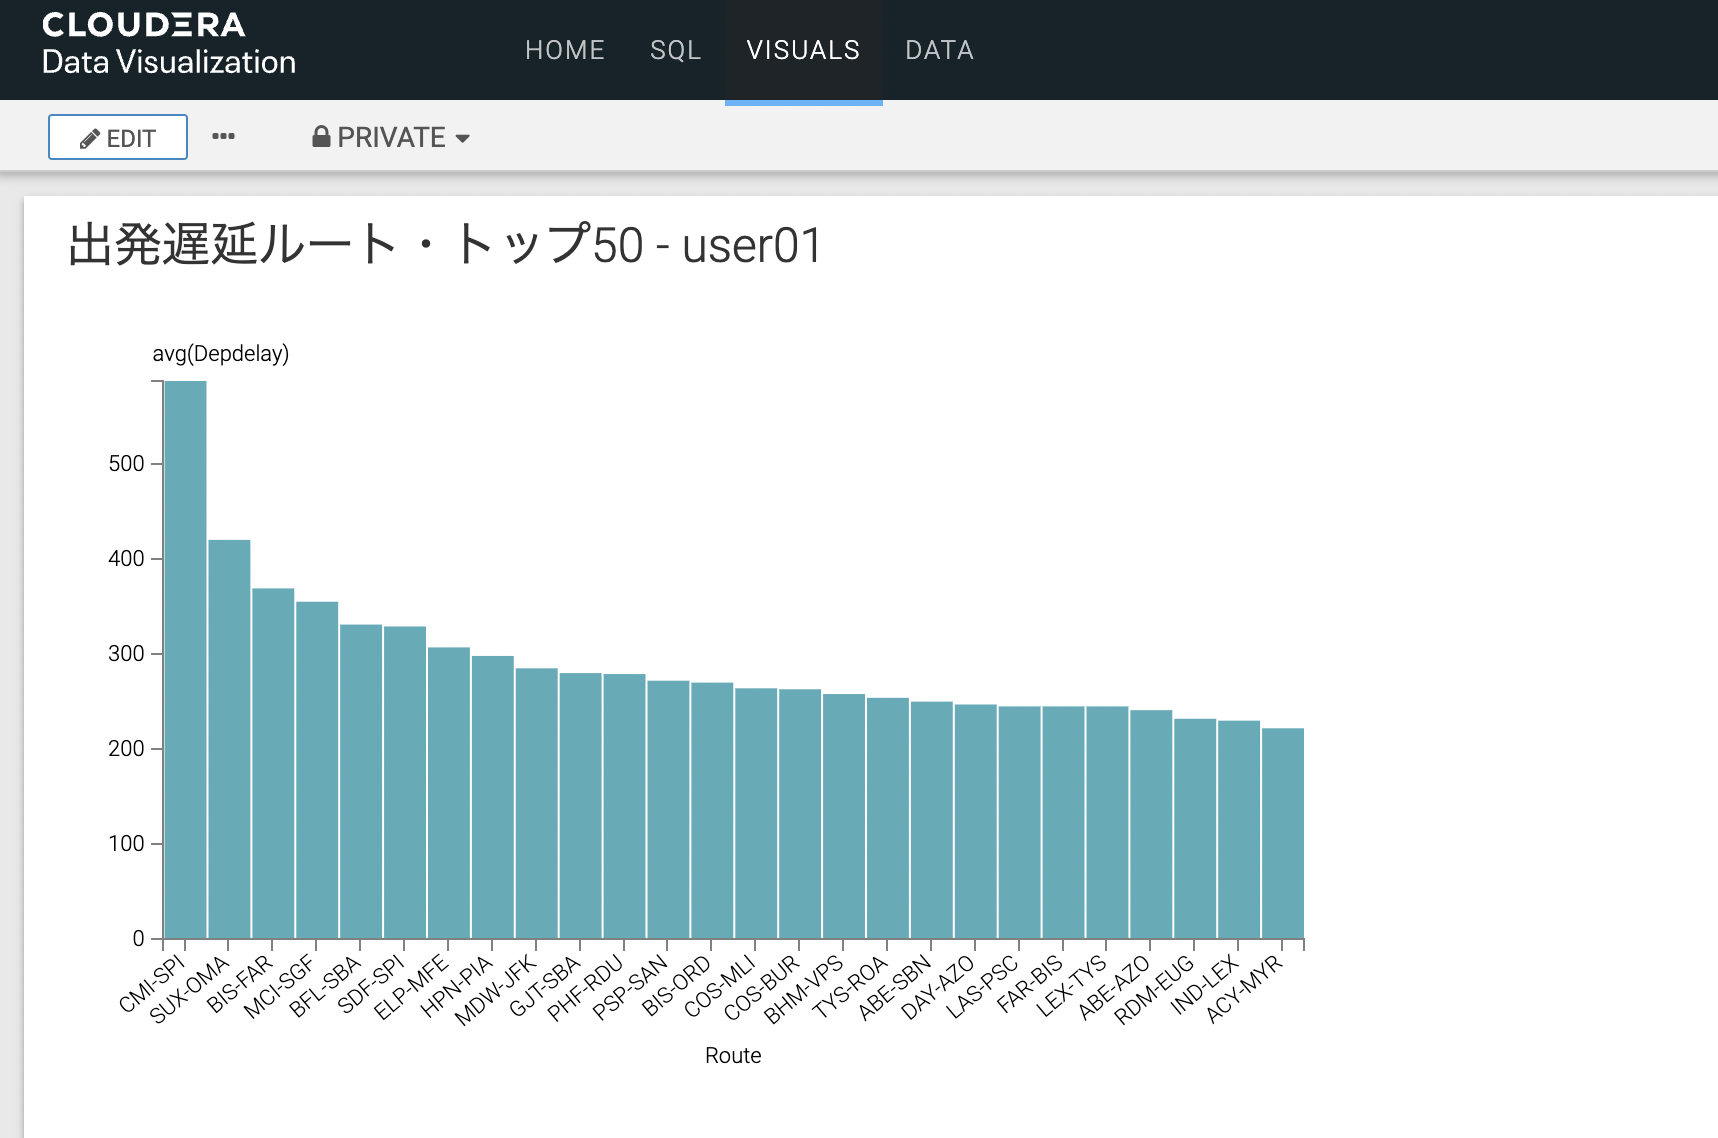 CLOUDERA
Data Visualization
HOME SQL VISUALS DATA
EDIT ••• PRIVATE
出発遅延ルート・トップ50 - user01
avg(Depdelay)
500
400
300
200
100
0
CMI-SPI SUX-OMA BIS-FAR MCI-SGF BFL-SBA SDF-SPI ELP-MFE HPN-PIA MDW-JFK GJT-SBA PHF-RDU PSP-SAN BIS-ORD COS-MLI COS-BUR BHM-VPS TYS-ROA ABE-SBN DAY-AZO LAS-PSC FAR-BIS LEX-TYS ABE-AZO RDM-EUG IND-LEX ACY-MYR
Route